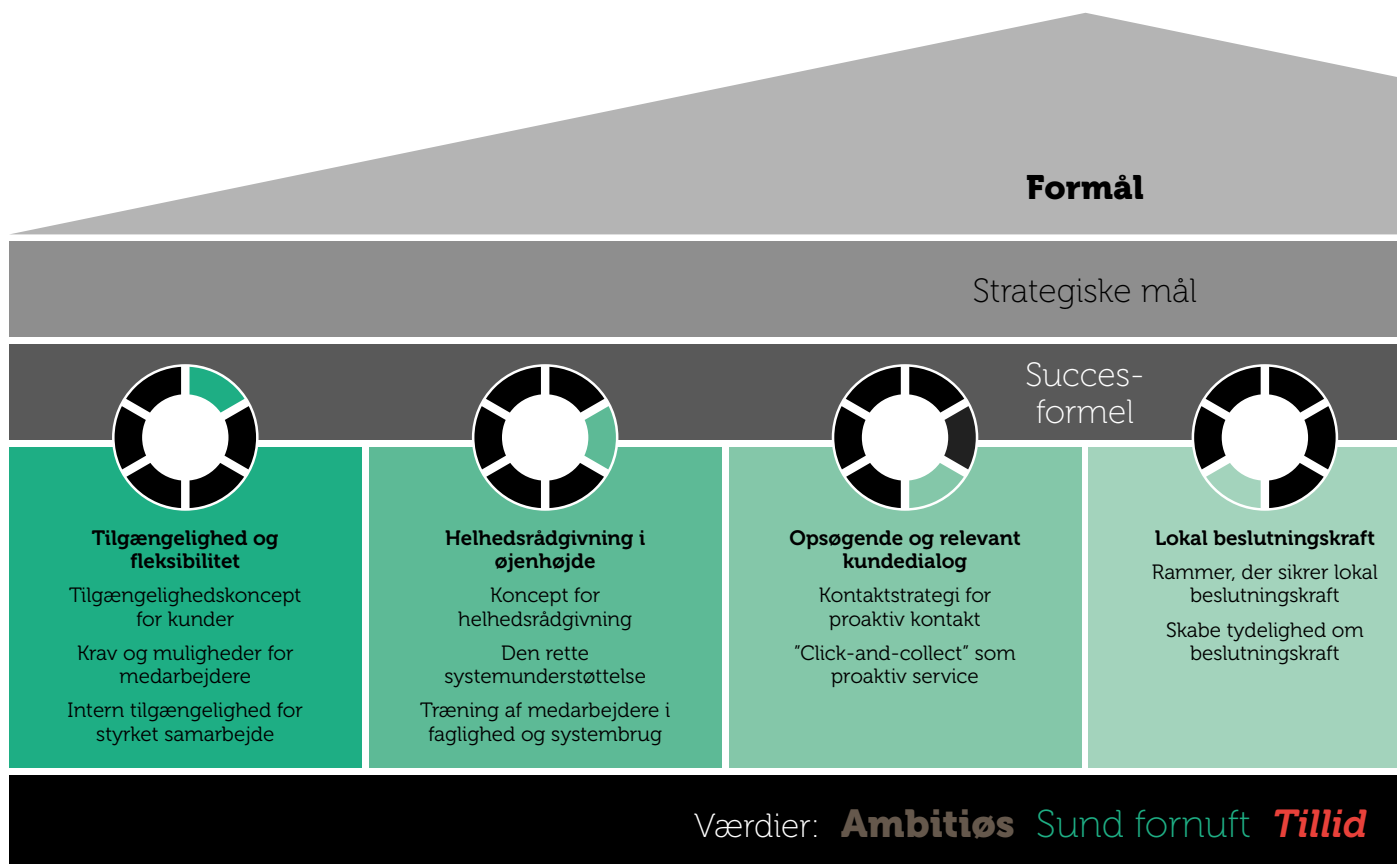 Formål
Strategiske mål
Succes-
formel
Tilgængelighed og
fleksibilitet
Tilgængelighedskoncept
for kunder
Krav og muligheder for
medarbejdere
Intern tilgængelighed for
styrket samarbejde
Helhedsrådgivning i
øjenhøjde
Koncept for
helhedsrådgivning
Den rette
systemunderstøttelse
Træning af medarbejdere i
faglighed og systembrug
Opsøgende og relevant
kundedialog
Kontaktstrategi for
proaktiv kontakt
"Click-and-collect" som
proaktiv service
Lokal beslutningskraft
Rammer, der sikrer lokal
beslutningskraft
Skabe tydelighed om
beslutningskraft
Værdier: Ambitiøs Sund fornuft Tillid